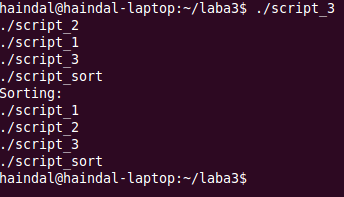 haindal@haindal-laptop:~/laba3$ ./script_3
./script_2
./script_1
./script_3
./script_sort
Sorting:
./script_1
./script_2
./script_3
./script_sort
haindal@haindal-laptop:~/laba3$